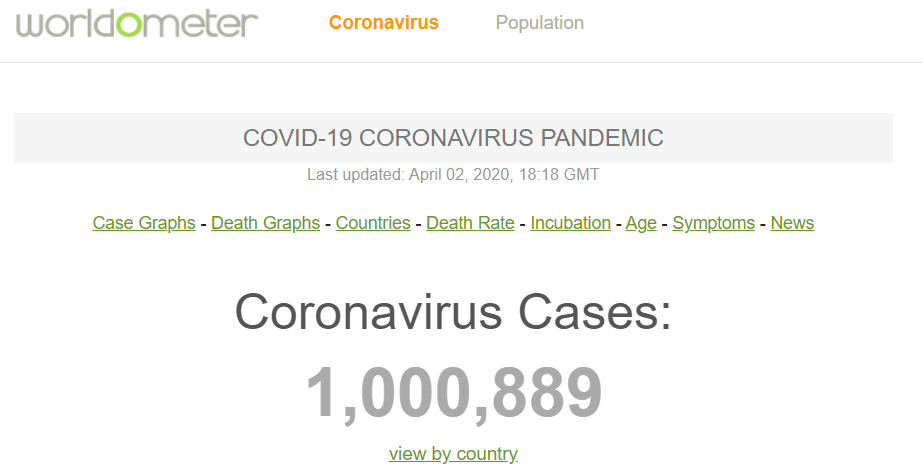 worldometer Coronavirus Population
COVID-19 CORONAVIRUS PANDEMIC
Last updated: April 02, 2020, 18:18 GMT
Case Graphs - Death Graphs - Countries - Death Rate - Incubation - Age - Symptoms - News
Coronavirus Cases:
1,000,889
view by country